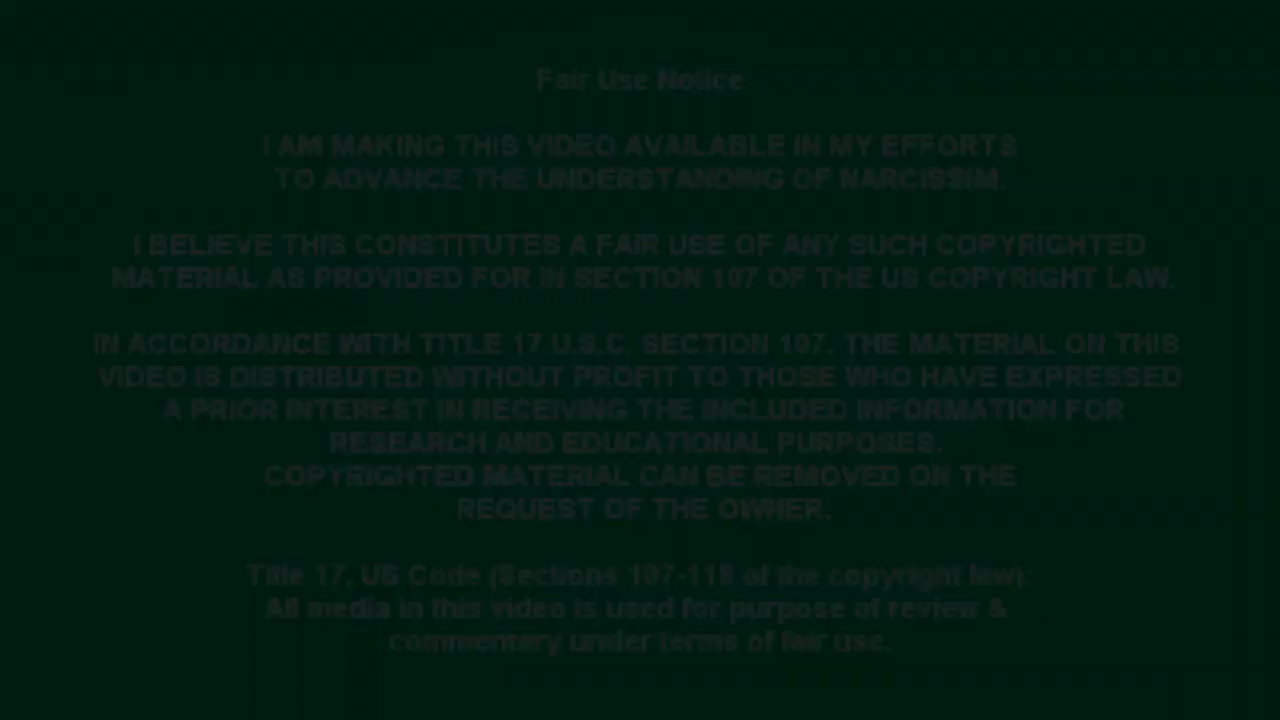 Fair Use Notice
I AM MAKING THIS VIDEO AVAILABLE IN MY EFFORTS
TO ADVANCE THE UNDERSTANDING OF NARCISSIM.
I BELIEVE THIS CONSTITUTES A FAIR USE OF ANY SUCH COPYRIGHTED
MATERIAL AS PROVIDED FOR IN SECTION 107 OF THE US COPYRIGHT LAW.
IN ACCORDANCE WITH TITLE 17 U.S.C. SECTION 107. THE MATERIAL ON THIS
VIDEO IS DISTRIBUTED WITHOUT PROFIT TO THOSE WHO HAVE EXPRESSED
A PRIOR INTEREST IN RECEIVING THE INCLUDED INFORMATION FOR
RESEARCH AND EDUCATIONAL PURPOSES.
COPYRIGHTED MATERIAL CAN BE REMOVED ON THE
REQUEST OF THE OWNER.
Title 17, US Code (Sections 107-118 of the copyright law):
All media in this video is used for purpose of review &
commentary under terms of fair use.